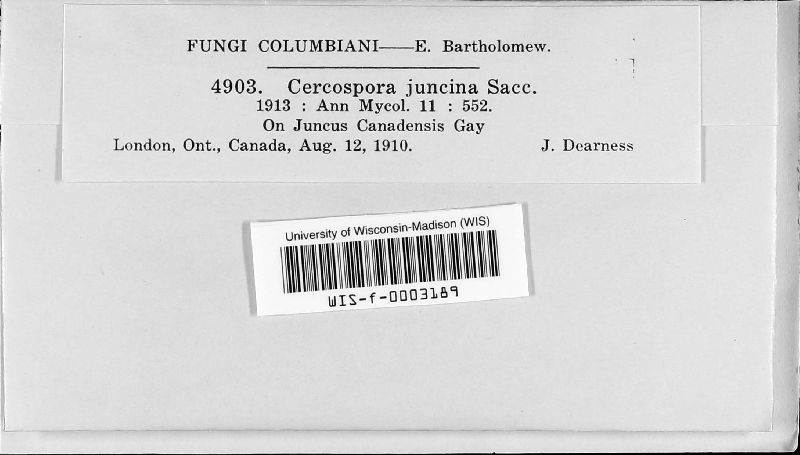 FUNGI COLUMBIANI—E. Bartholomew.
4903. Cercospora juncina Sacc.
1913 : Ann Mycol. 11 : 552.
On Juncus Canadensis Gay
London, Ont., Canada, Aug. 12, 1910. J. Dearness
University of Wisconsin-Madison (WIS)
WIS-f-0003189